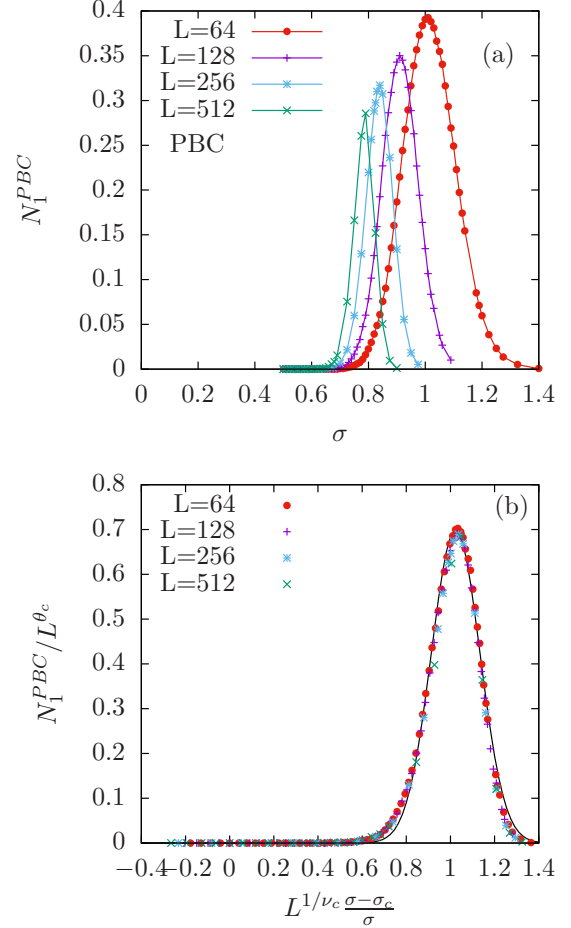 (a)
L=64
L=128
L=256
L=512
PBC
N_1^{PBC}
0.4
0.35
0.3
0.25
0.2
0.15
0.1
0.05
0
0 0.2 0.4 0.6 0.8 1 1.2 1.4
σ
(b)
L=64
L=128
L=256
L=512
N_1^{PBC}/L^{θ_c}
0.8
0.7
0.6
0.5
0.4
0.3
0.2
0.1
0
−0.4 −0.2 0 0.2 0.4 0.6 0.8 1 1.2 1.4
L^{1/ν_c} \frac{σ−σ_c}{σ}